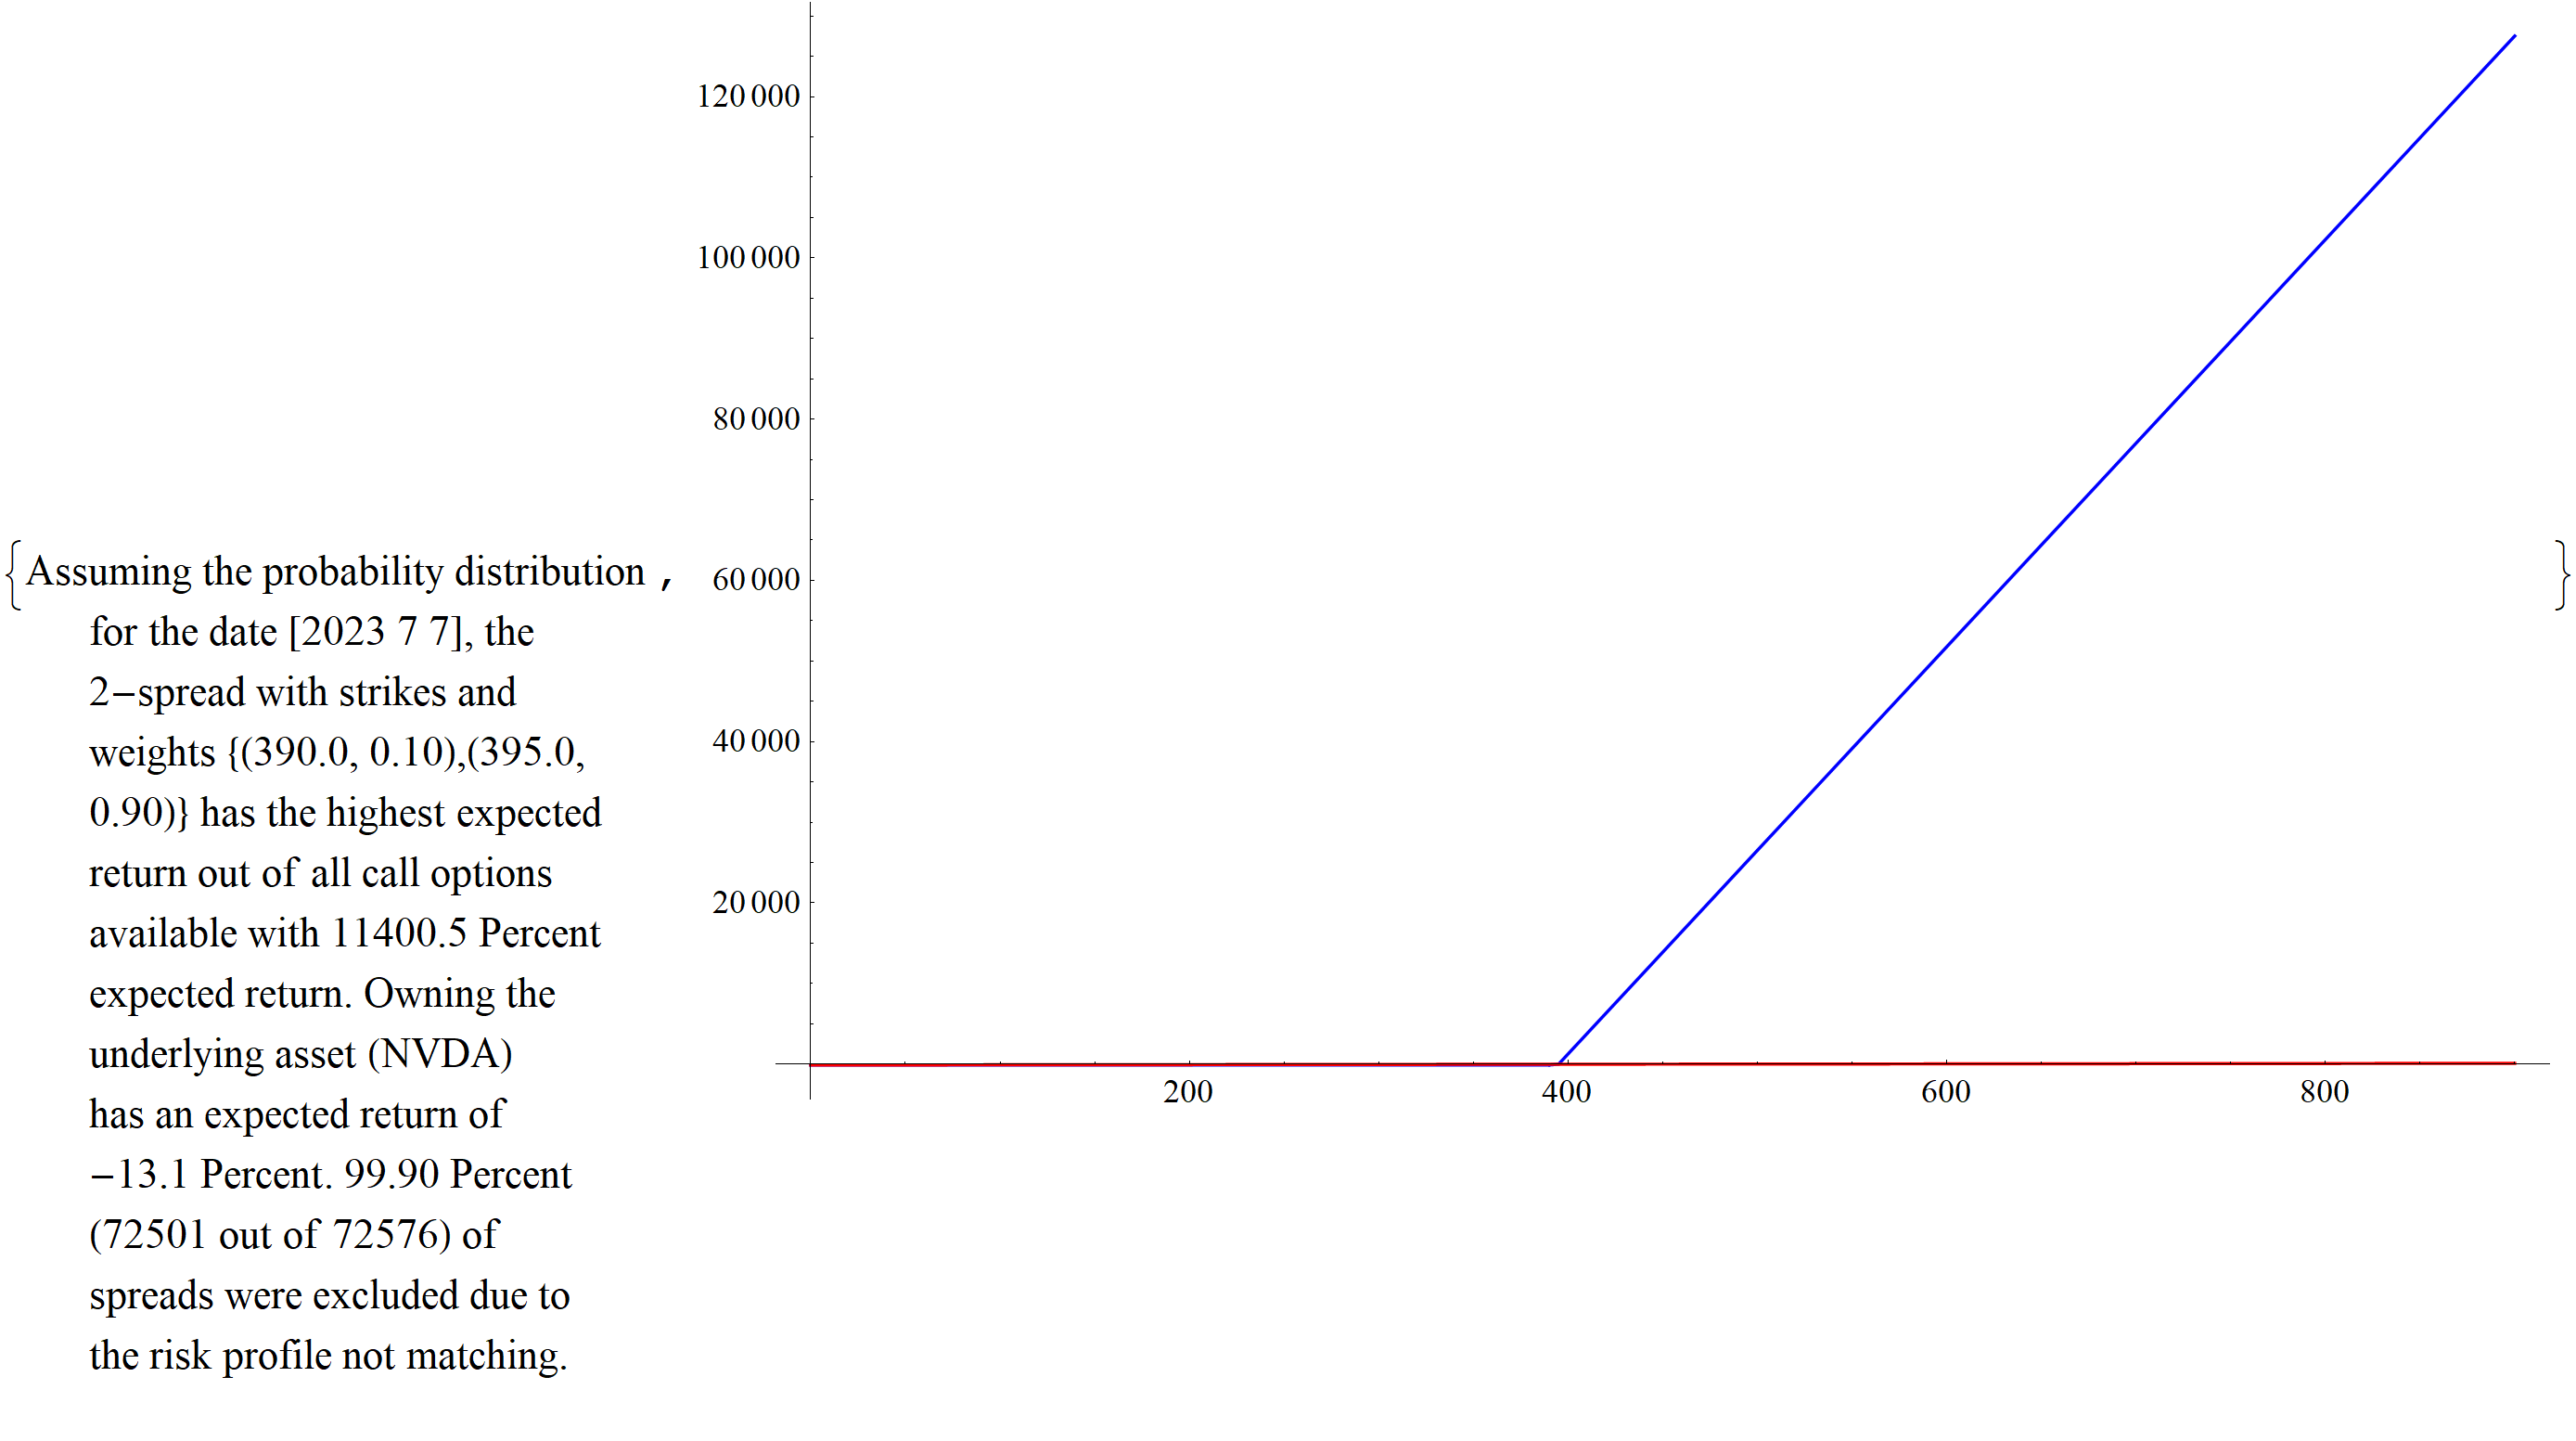 120 000
100 000
80 000
60 000
40 000
20 000
200 400 600 800
{Assuming the probability distribution ,
for the date [2023 7 7], the
2−spread with strikes and
weights {(390.0, 0.10),(395.0,
0.90)} has the highest expected
return out of all call options
available with 11400.5 Percent
expected return. Owning the
underlying asset (NVDA)
has an expected return of
−13.1 Percent. 99.90 Percent
(72501 out of 72576) of
spreads were excluded due to
the risk profile not matching.
}